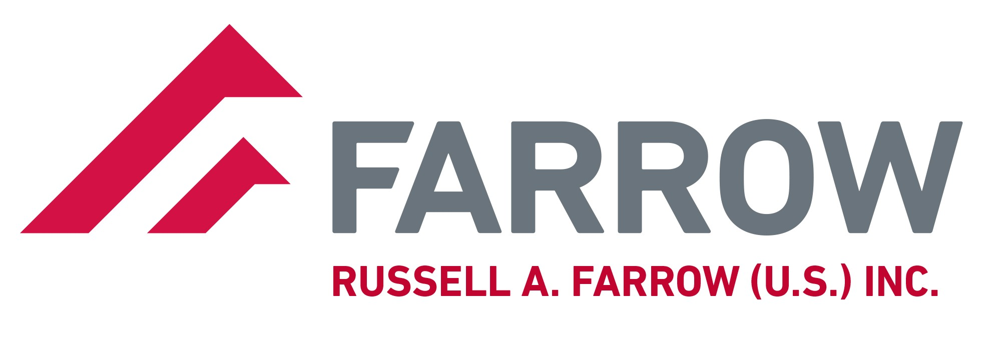 FARROW
RUSSELL A. FARROW (U.S.) INC.